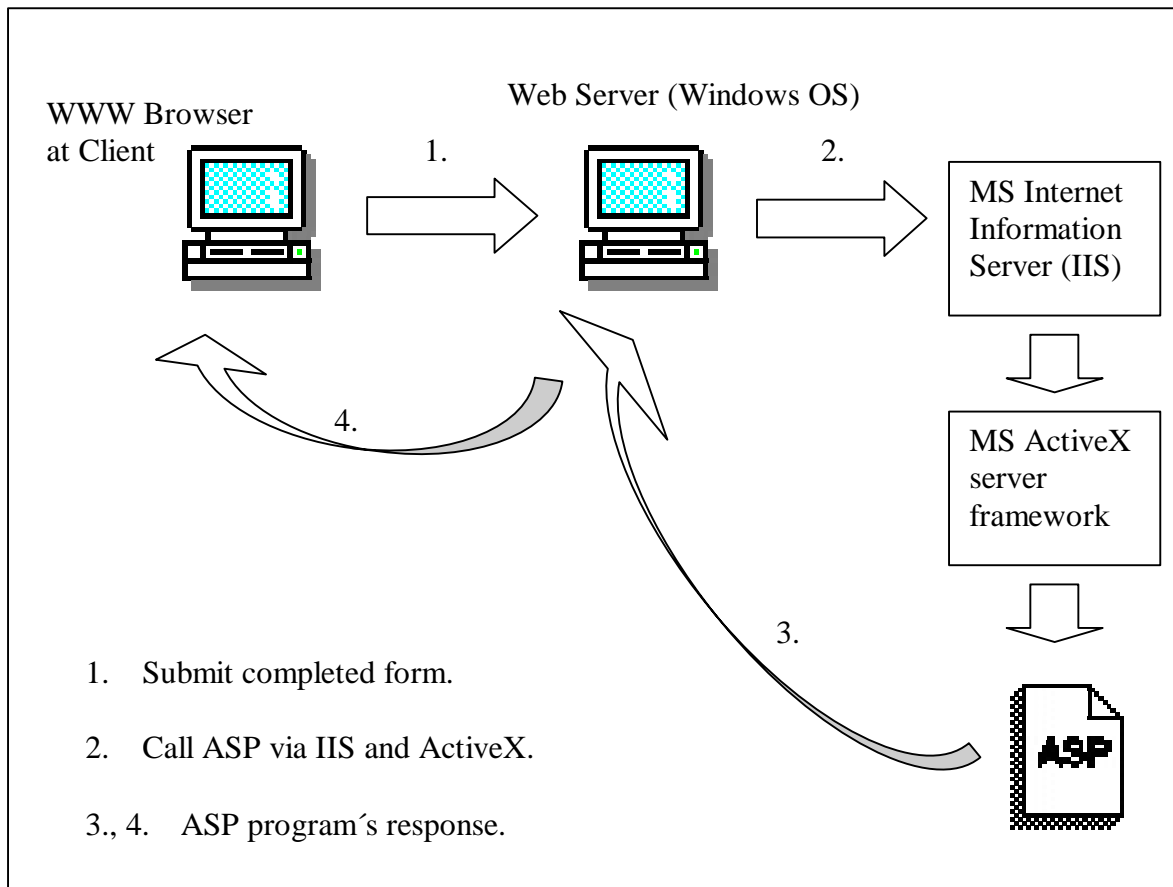 WWW Browser
at Client
Web Server (Windows OS)
1.
2.
MS Internet
Information
Server (IIS)
4.
MS ActiveX
server
framework
3.
1. Submit completed form.
2. Call ASP via IIS and ActiveX.
3., 4. ASP program´s response.
ASP